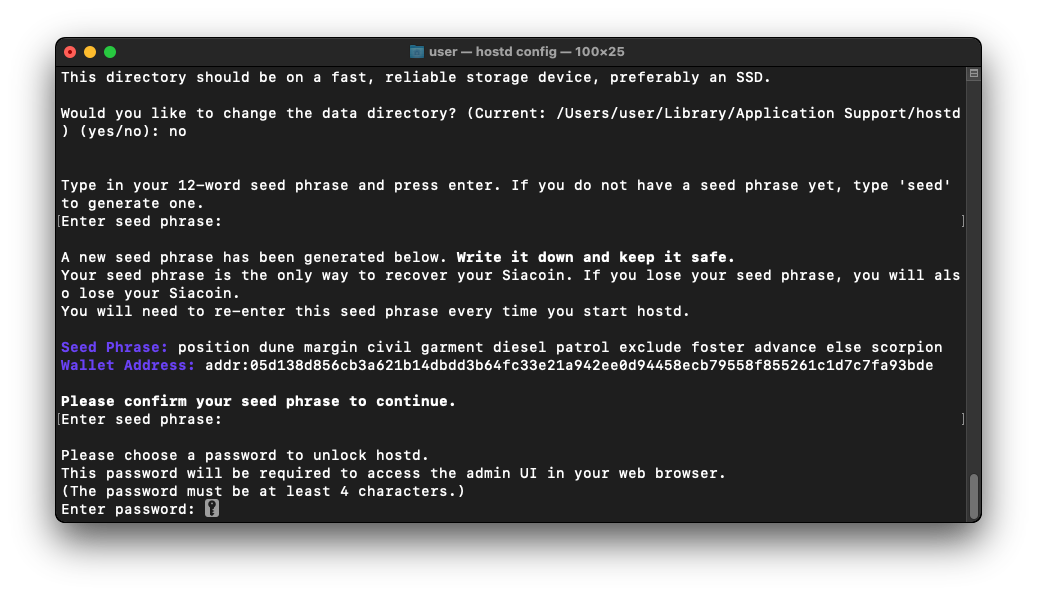 user — hostd config — 100×25
This directory should be on a fast, reliable storage device, preferably an SSD.
Would you like to change the data directory? (Current: /Users/user/Library/Application Support/hostd
) (yes/no): no
Type in your 12-word seed phrase and press enter. If you do not have a seed phrase yet, type 'seed'
to generate one.
[Enter seed phrase: ]
A new seed phrase has been generated below. Write it down and keep it safe.
Your seed phrase is the only way to recover your Siacoin. If you lose your seed phrase, you will als
o lose your Siacoin.
You will need to re-enter this seed phrase every time you start hostd.
Seed Phrase: position dune margin civil garment diesel patrol exclude foster advance else scorpion
Wallet Address: addr:05d138d856cb3a621b14dbdd3b64fc33e21a942ee0d94458ecb79558f855261c1d7c7fa93bde
Please confirm your seed phrase to continue.
[Enter seed phrase: ]
Please choose a password to unlock hostd.
This password will be required to access the admin UI in your web browser.
(The password must be at least 4 characters.)
Enter password: